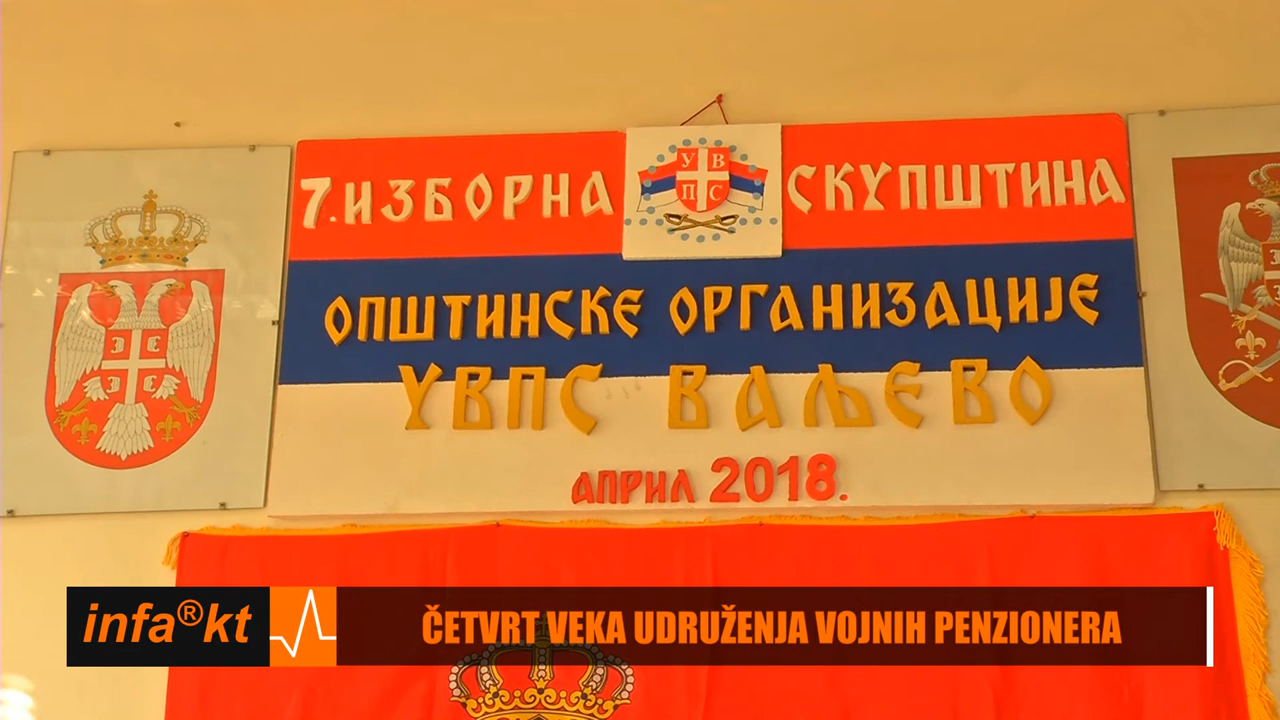 7. ИЗБОРНА СКУПШТИНА
У В
П С
ОПШТИНСКЕ ОРГАНИЗАЦИЈЕ
УВПС ВАЉЕВО
АПРИЛ 2018.
infa®kt
ČETVRT VEKA UDRUŽENJA VOJNIH PENZIONERA